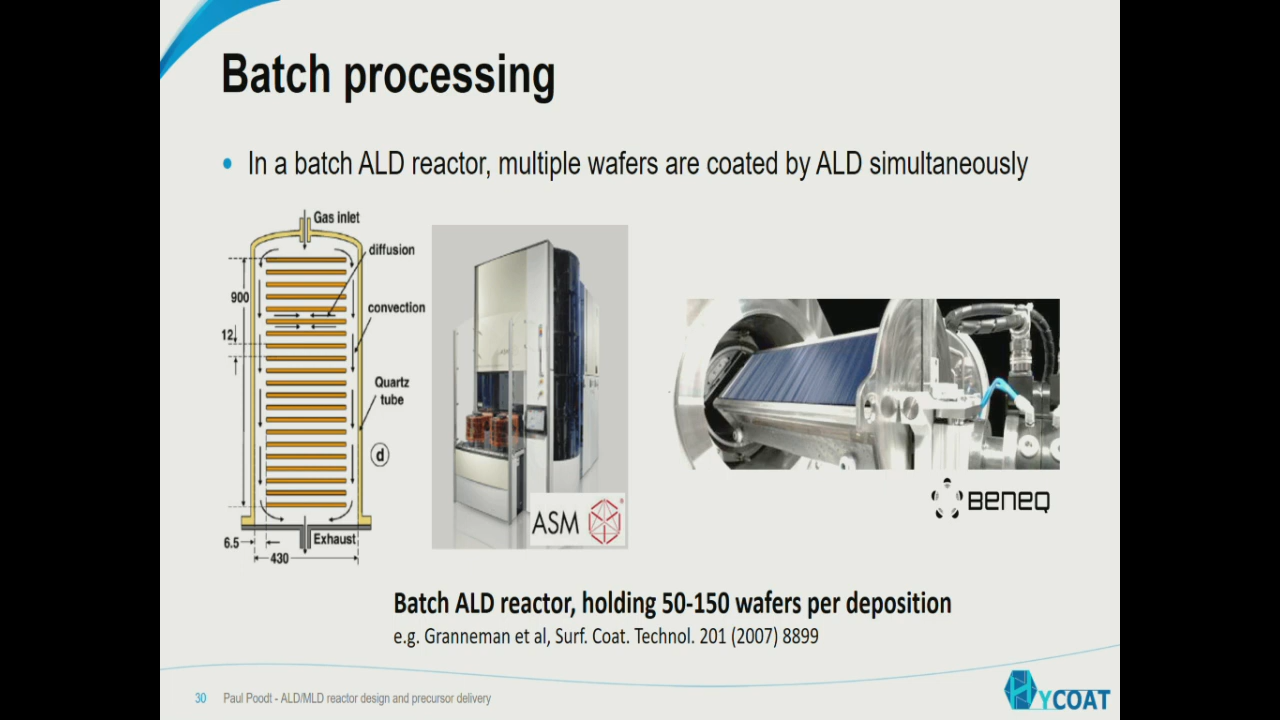 Batch processing
• In a batch ALD reactor, multiple wafers are coated by ALD simultaneously
Gas inlet
diffusion
900
convection
12
Quartz
tube
d
6.5
Exhaust
430
ASM
ASM
BENEQ
Batch ALD reactor, holding 50-150 wafers per deposition
e.g. Granneman et al, Surf. Coat. Technol. 201 (2007) 8899
30 Paul Poodt - ALD/MLD reactor design and precursor delivery
HYCOAT